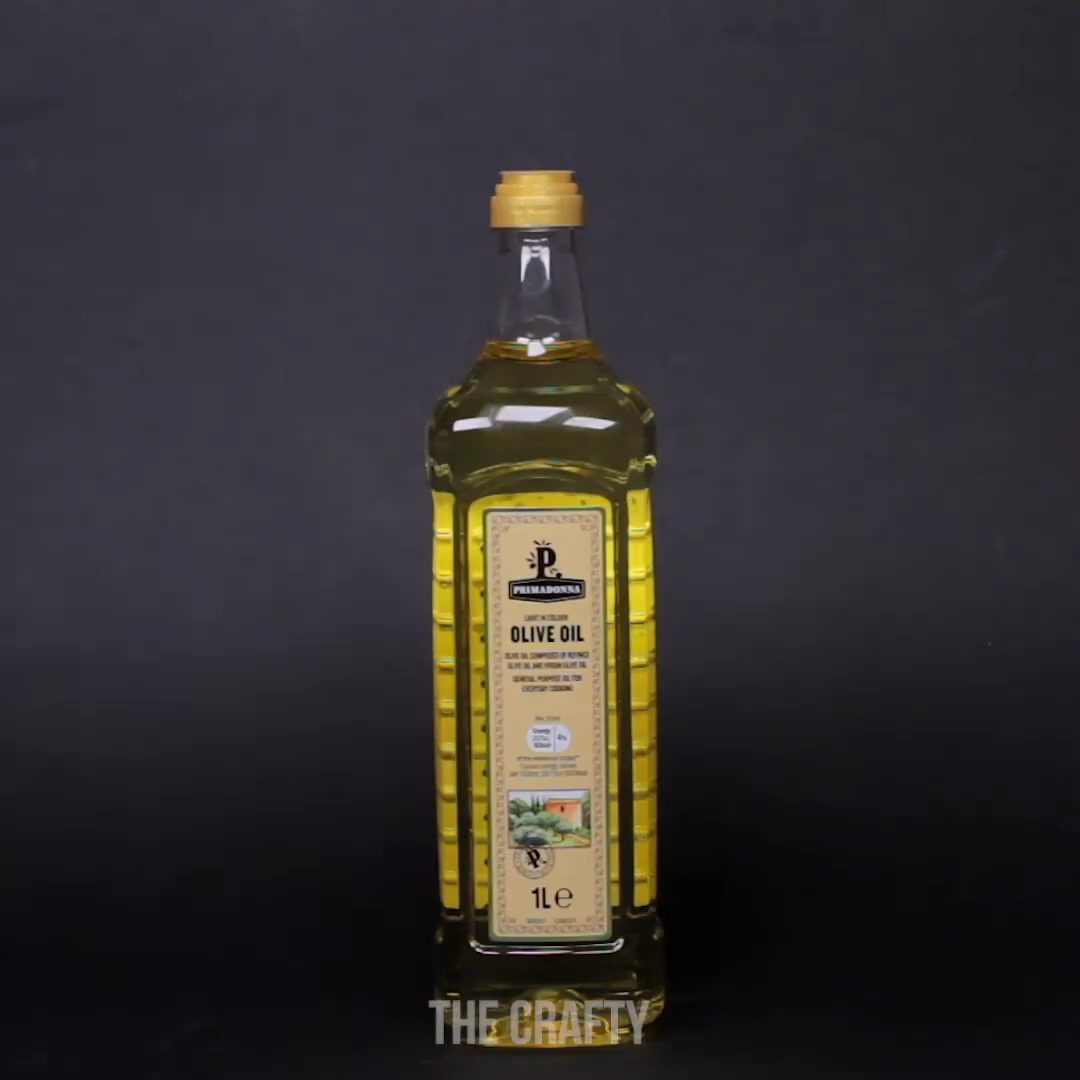 P.
PRIMADONNA
LIGHT IN COLOUR
OLIVE OIL
OLIVE OIL COMPOSED OF REFINED
OLIVE OIL AND VIRGIN OLIVE OIL
GENERAL PURPOSE OIL FOR
EVERYDAY COOKING
Energy
P.
1L e
THE CRAFTY